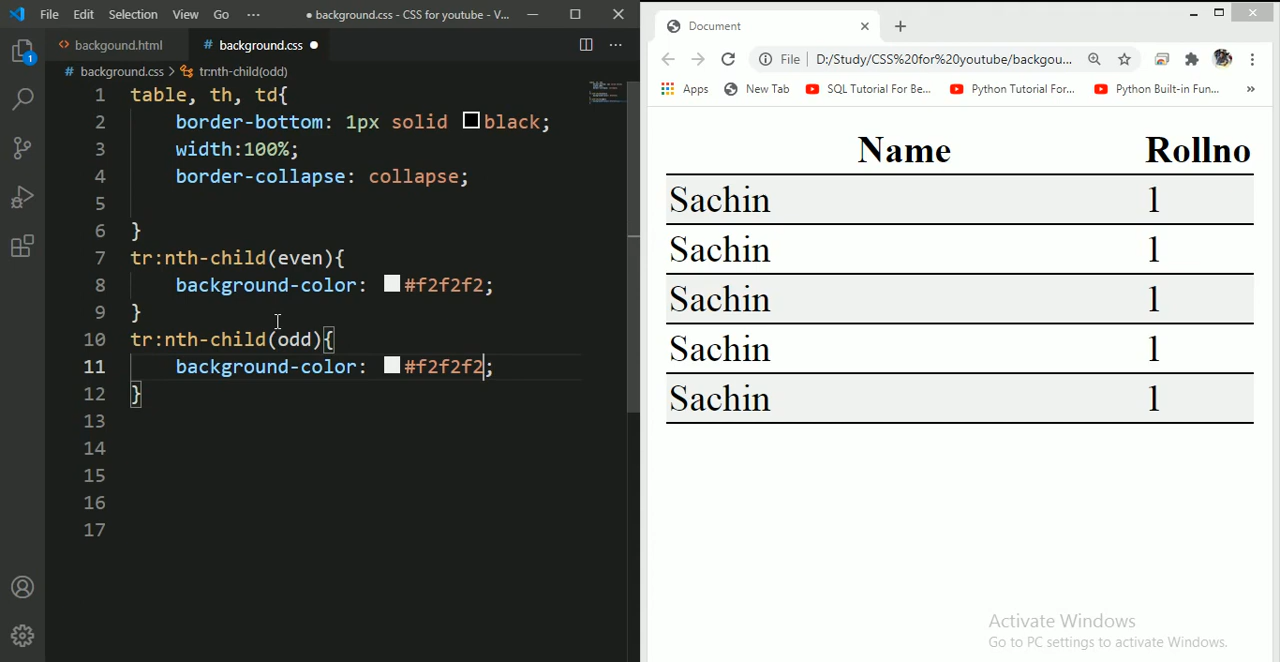 File Edit Selection View Go ··· ● background.css - CSS for youtube - V...
backgound.html # background.css ●
# background.css > tr:nth-child(odd)
1 table, th, td{
2 border-bottom: 1px solid black;
3 width:100%;
4 border-collapse: collapse;
5
6 }
7 tr:nth-child(even){
8 background-color: #f2f2f2;
9 }
10 tr:nth-child(odd){
11 background-color: #f2f2f2;
12 }
13
14
15
16
17
1
Document
File D:/Study/CSS%20for%20youtube/backgou...
Apps New Tab SQL Tutorial For Be... Python Tutorial For... Python Built-in Fun... »
Name Rollno
Sachin 1
Sachin 1
Sachin 1
Sachin 1
Sachin 1
Activate Windows
Go to PC settings to activate Windows.